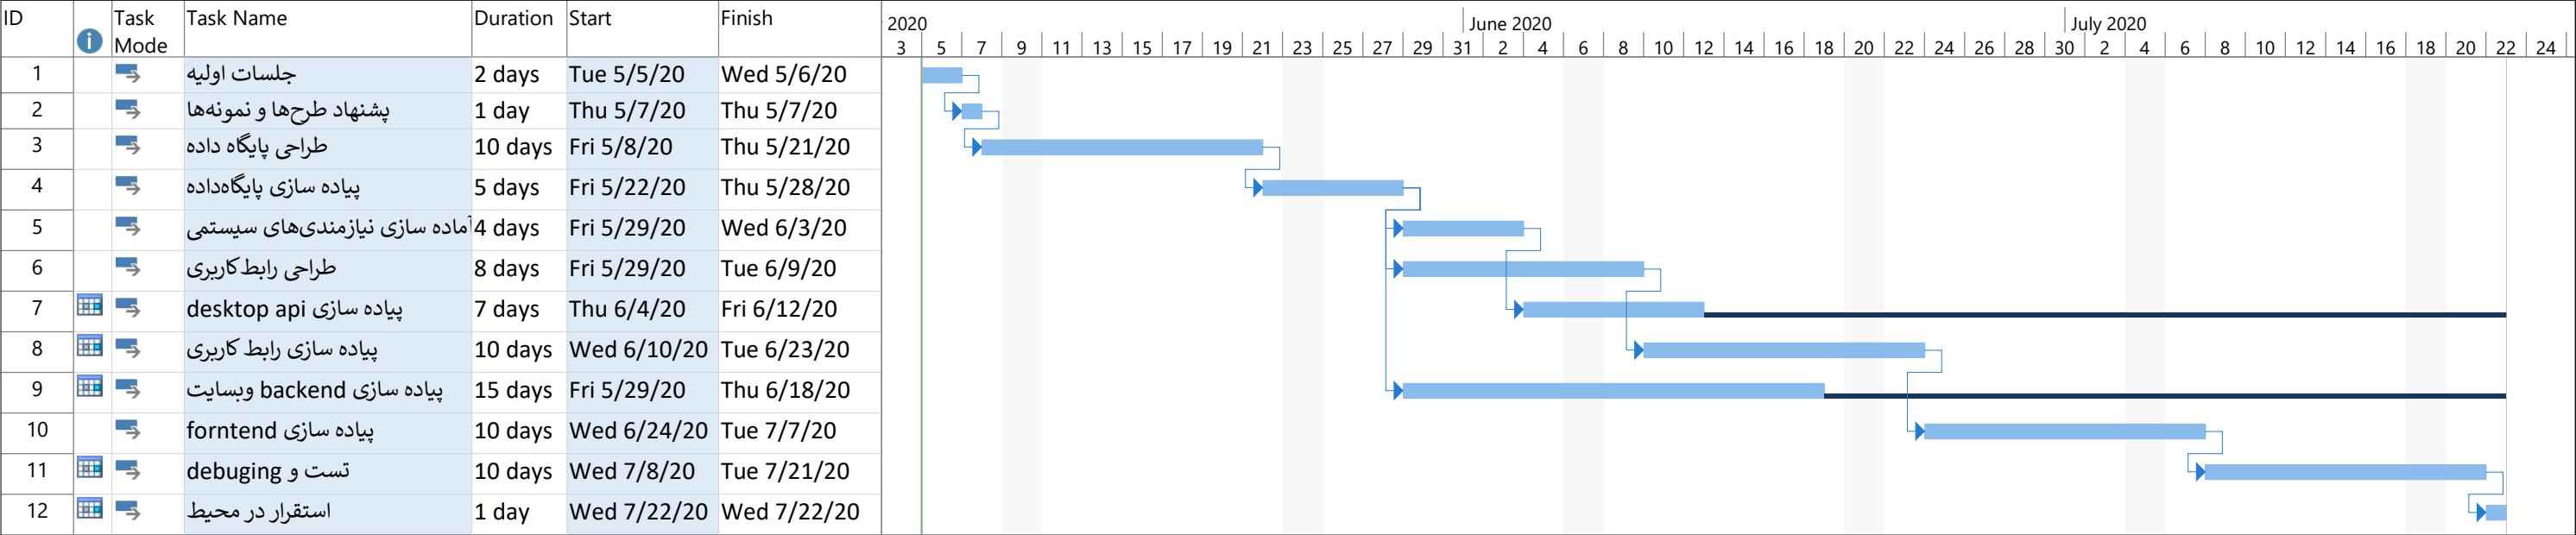 ID Task Mode Task Name Duration Start Finish
2020 June 2020 July 2020
3 5 7 9 11 13 15 17 19 21 23 25 27 29 31 2 4 6 8 10 12 14 16 18 20 22 24 26 28 30 2 4 6 8 10 12 14 16 18 20 22 24
1 جلسات اولیه 2 days Tue 5/5/20 Wed 5/6/20
2 پشنهاد طرح‌ها و نمونه‌ها 1 day Thu 5/7/20 Thu 5/7/20
3 طراحی پایگاه داده 10 days Fri 5/8/20 Thu 5/21/20
4 پیاده سازی پایگاه‌داده 5 days Fri 5/22/20 Thu 5/28/20
5 آماده سازی نیازمندی‌های سیستمی 4 days Fri 5/29/20 Wed 6/3/20
6 طراحی رابط کاربری 8 days Fri 5/29/20 Tue 6/9/20
7 پیاده سازی desktop api 7 days Thu 6/4/20 Fri 6/12/20
8 پیاده سازی رابط کاربری 10 days Wed 6/10/20 Tue 6/23/20
9 پیاده سازی backend وبسایت 15 days Fri 5/29/20 Thu 6/18/20
10 پیاده سازی forntend 10 days Wed 6/24/20 Tue 7/7/20
11 تست و debuging 10 days Wed 7/8/20 Tue 7/21/20
12 استقرار در محیط 1 day Wed 7/22/20 Wed 7/22/20